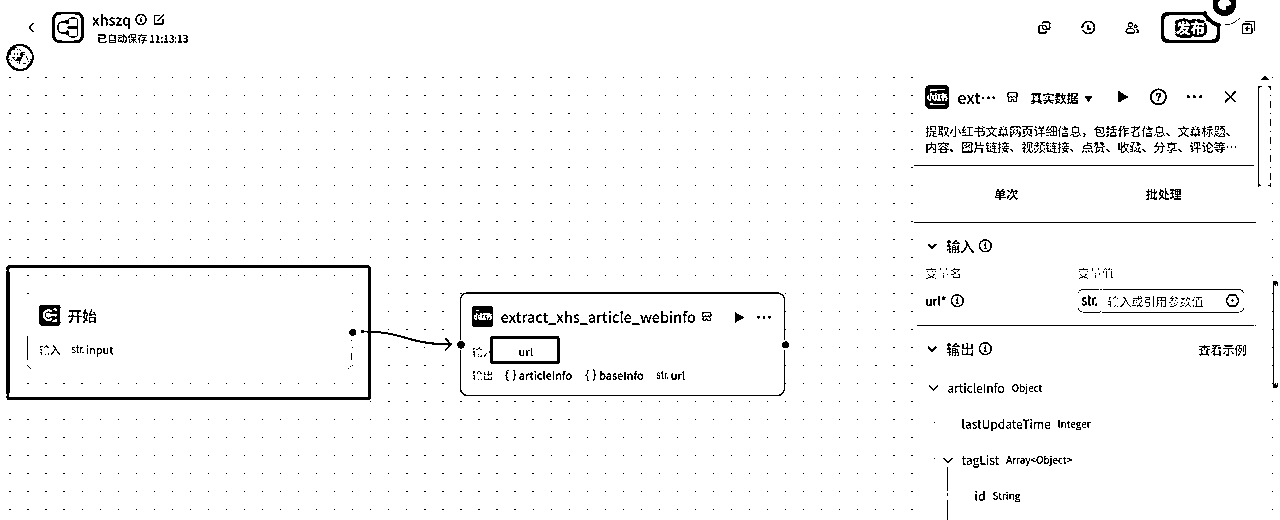 xhszq
已自动保存 11:13:13
发布
ext… 真实数据
提取小红书文章网页详细信息，包括作者信息、文章标题、
内容、图片链接、视频链接、点赞、收藏、分享、评论等…
单次 批处理
输入
变量名 变量值
url* str. 输入或引用参数值
开始
输入 str. input
extract_xhs_article_webinfo
输入 url
输出 {} articleInfo {} baseInfo str. url
输出 查看示例
articleInfo Object
lastUpdateTime Integer
tagList Array<Object>
id String